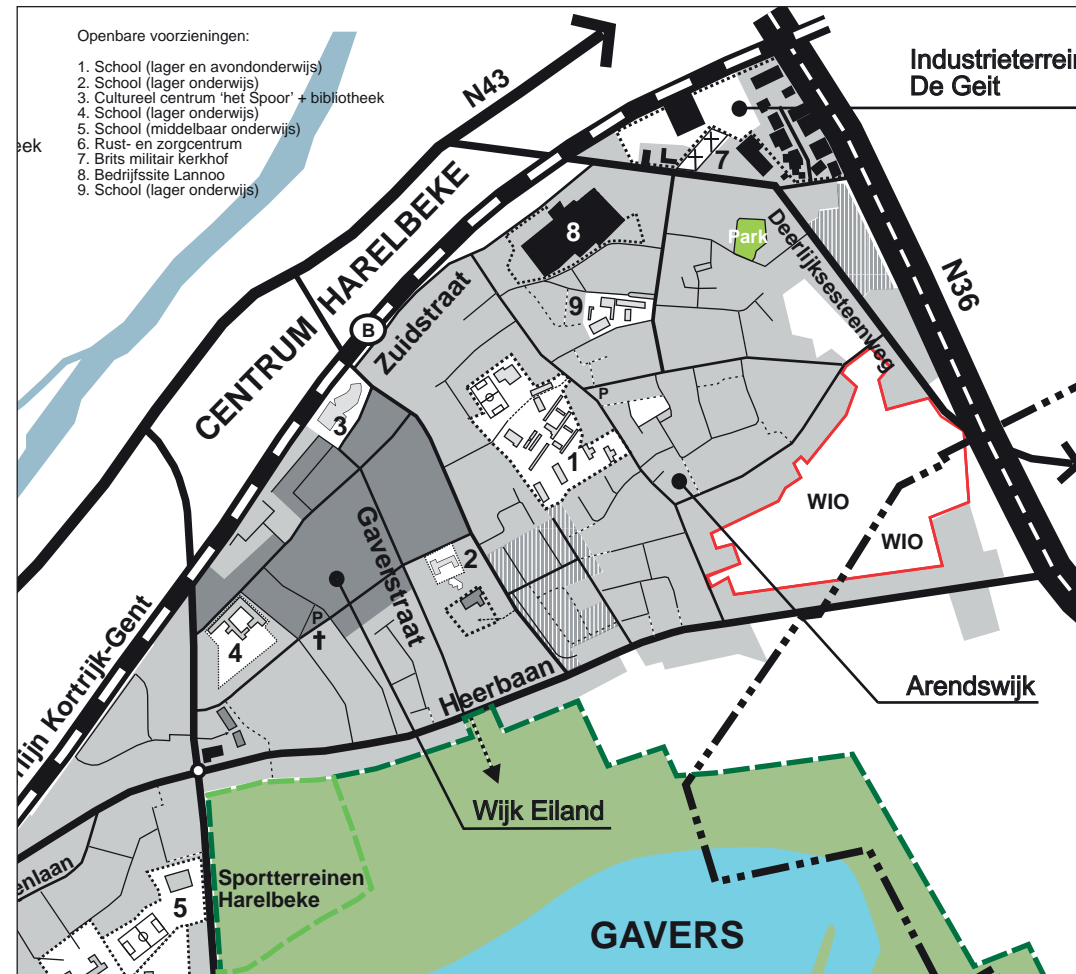 Openbare voorzieningen:
1. School (lager en avondonderwijs)
2. School (lager onderwijs)
3. Cultureel centrum ‘het Spoor’ + bibliotheek
4. School (lager onderwijs)
5. School (middelbaar onderwijs)
6. Rust- en zorgcentrum
7. Brits militair kerkhof
8. Bedrijfssite Lannoo
9. School (lager onderwijs)
eek
N43
Industrieterrein
De Geit
7
CENTRUM HARELBEKE
8
Park
Deerlijksesteenweg
N36
B
Zuidstraat
9
3
P
1
WIO
WIO
Gaverstraat
2
P
4
Heerbaan
Arendswijk
lijn Kortrijk-Gent
Wijk Eiland
enlaan
Sportterreinen
Harelbeke
5
GAVERS